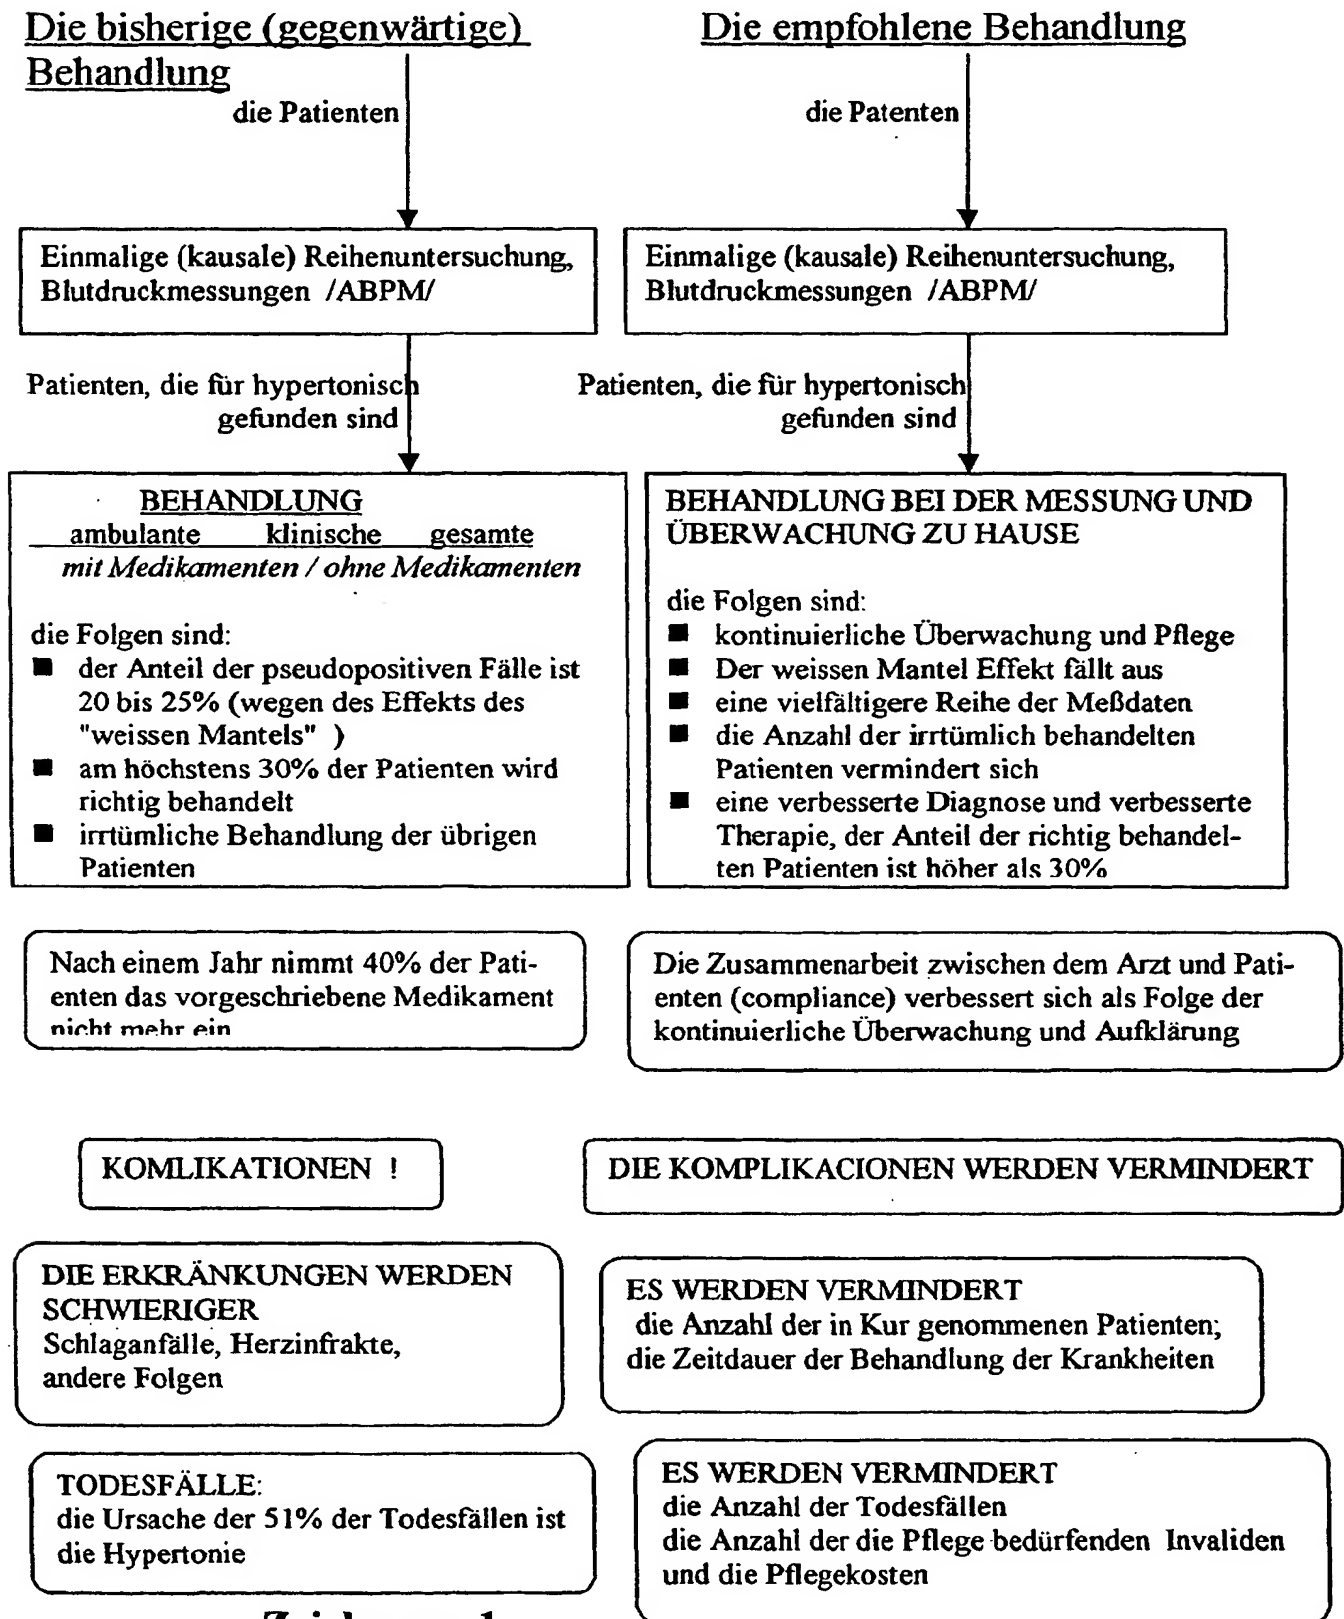 Die bisherige (gegenwärtige)
Behandlung
die Patienten
Einmalige (kausale) Reihenuntersuchung,
Blutdruckmessungen /ABPM/
Patienten, die für hypertonisch
gefunden sind
BEHANDLUNG
ambulante klinische gesamte
mit Medikamenten / ohne Medikamenten
die Folgen sind:
■ der Anteil der pseudopositiven Fälle ist
20 bis 25% (wegen des Effekts des
"weissen Mantels" )
■ am höchstens 30% der Patienten wird
richtig behandelt
■ irrtümliche Behandlung der übrigen
Patienten
Nach einem Jahr nimmt 40% der Pati-
enten das vorgeschriebene Medikament
nicht mehr ein
KOMLIKATIONEN !
DIE ERKRÄNKUNGEN WERDEN
SCHWIERIGER
Schlaganfälle, Herzinfrakte,
andere Folgen
TODESFÄLLE:
die Ursache der 51% der Todesfällen ist
die Hypertonie
Die empfohlene Behandlung
die Patenten
Einmalige (kausale) Reihenuntersuchung,
Blutdruckmessungen /ABPM/
Patienten, die für hypertonisch
gefunden sind
BEHANDLUNG BEI DER MESSUNG UND
ÜBERWACHUNG ZU HAUSE
die Folgen sind:
■ kontinuierliche Überwachung und Pflege
■ Der weissen Mantel Effekt fällt aus
■ eine vielfältigere Reihe der Meßdaten
■ die Anzahl der irrtümlich behandelten
Patienten vermindert sich
■ eine verbesserte Diagnose und verbesserte
Therapie, der Anteil der richtig behandel-
ten Patienten ist höher als 30%
Die Zusammenarbeit zwischen dem Arzt und Pati-
enten (compliance) verbessert sich als Folge der
kontinuierliche Überwachung und Aufklärung
DIE KOMPLIKACIONEN WERDEN VERMINDERT
ES WERDEN VERMINDERT
die Anzahl der in Kur genommenen Patienten;
die Zeitdauer der Behandlung der Krankheiten
ES WERDEN VERMINDERT
die Anzahl der Todesfällen
die Anzahl der die Pflege bedürfenden Invaliden
und die Pflegekosten